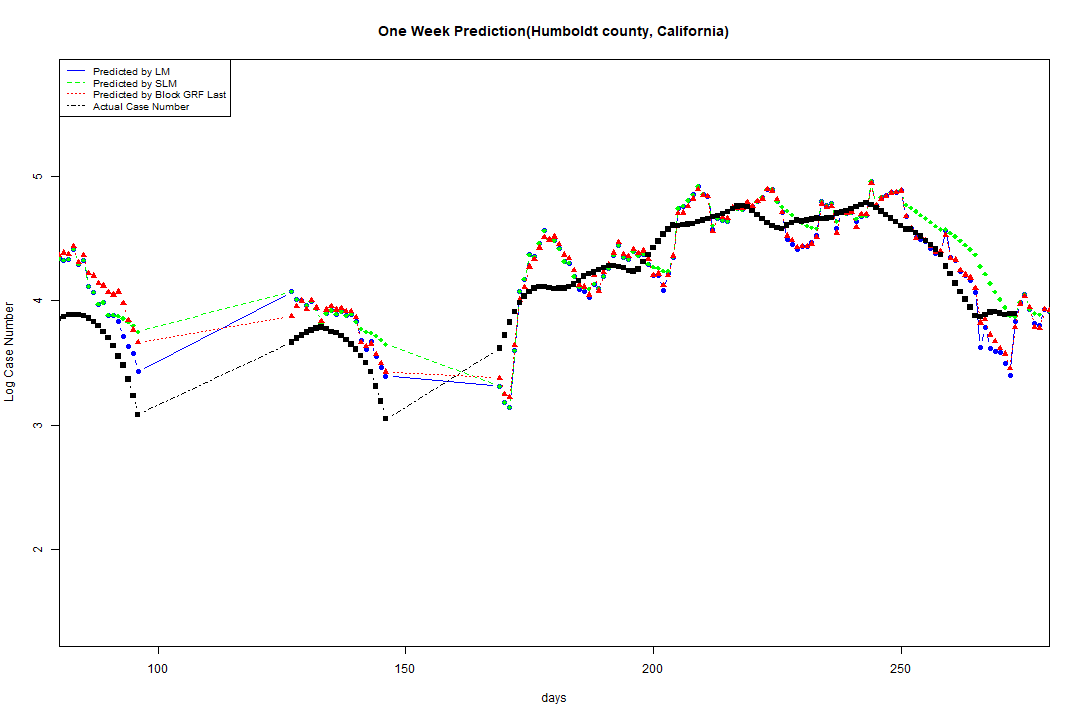 One Week Prediction(Humboldt county, California)
Predicted by LM
Predicted by SLM
Predicted by Block GRF Last
Actual Case Number
Log Case Number
5
4
3
2
100 150 200 250
days